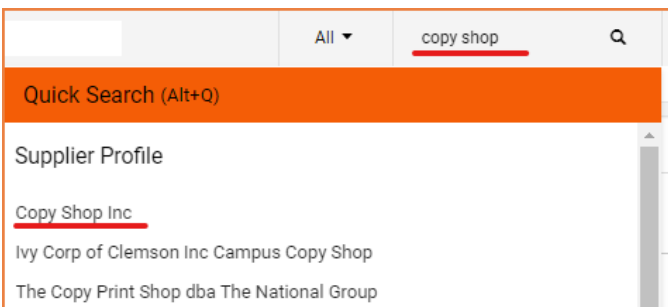 All copy shop
Quick Search (Alt+Q)
Supplier Profile
Copy Shop Inc
Ivy Corp of Clemson Inc Campus Copy Shop
The Copy Print Shop dba The National Group